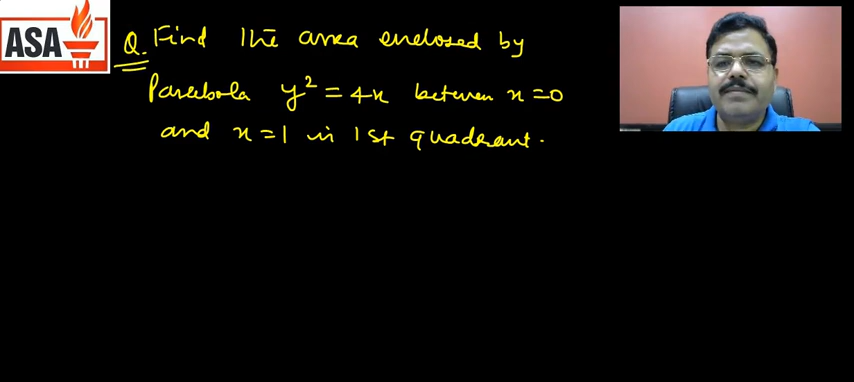 ASA
Q. Find the area enclosed by
Parabola y² = 4x between x = 0
and x = 1 in 1st quadrant.